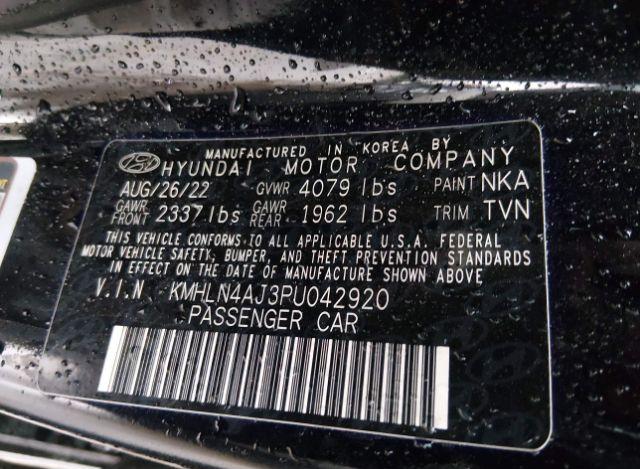 MANUFACTURED IN KOREA BY
HYUNDAI MOTOR COMPANY
AUG/26/22 GVWR 4079 lbs PAINT NKA
GAWR FRONT 2337 lbs GAWR REAR 1962 lbs TRIM TVN
THIS VEHICLE CONFORMS TO ALL APPLICABLE U.S.A. FEDERAL
MOTOR VEHICLE SAFETY, BUMPER, AND THEFT PREVENTION STANDARDS
IN EFFECT ON THE DATE OF MANUFACTURE SHOWN ABOVE.
V.I.N KMHLN4AJ3PU042920
PASSENGER CAR